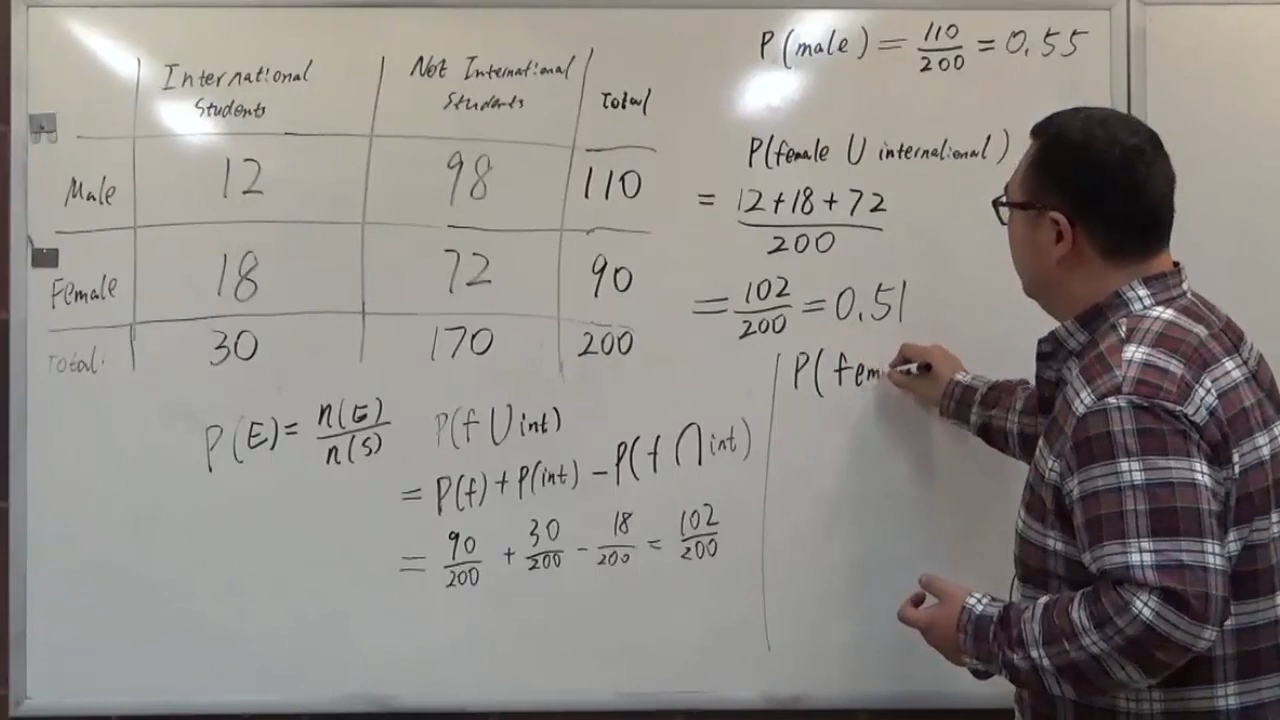 International Students
Not International Students
Total
Male 12 98 110
Female 18 72 90
Total: 30 170 200
P(E) = n(E)/n(S)
P(f ∪ int)
= P(f) + P(int) - P(f ∩ int)
= 90/200 + 30/200 - 18/200 = 102/200
P(male) = 110/200 = 0.55
P(female ∪ international)
= (12+18+72)/200
= 102/200 = 0.51
P(fem